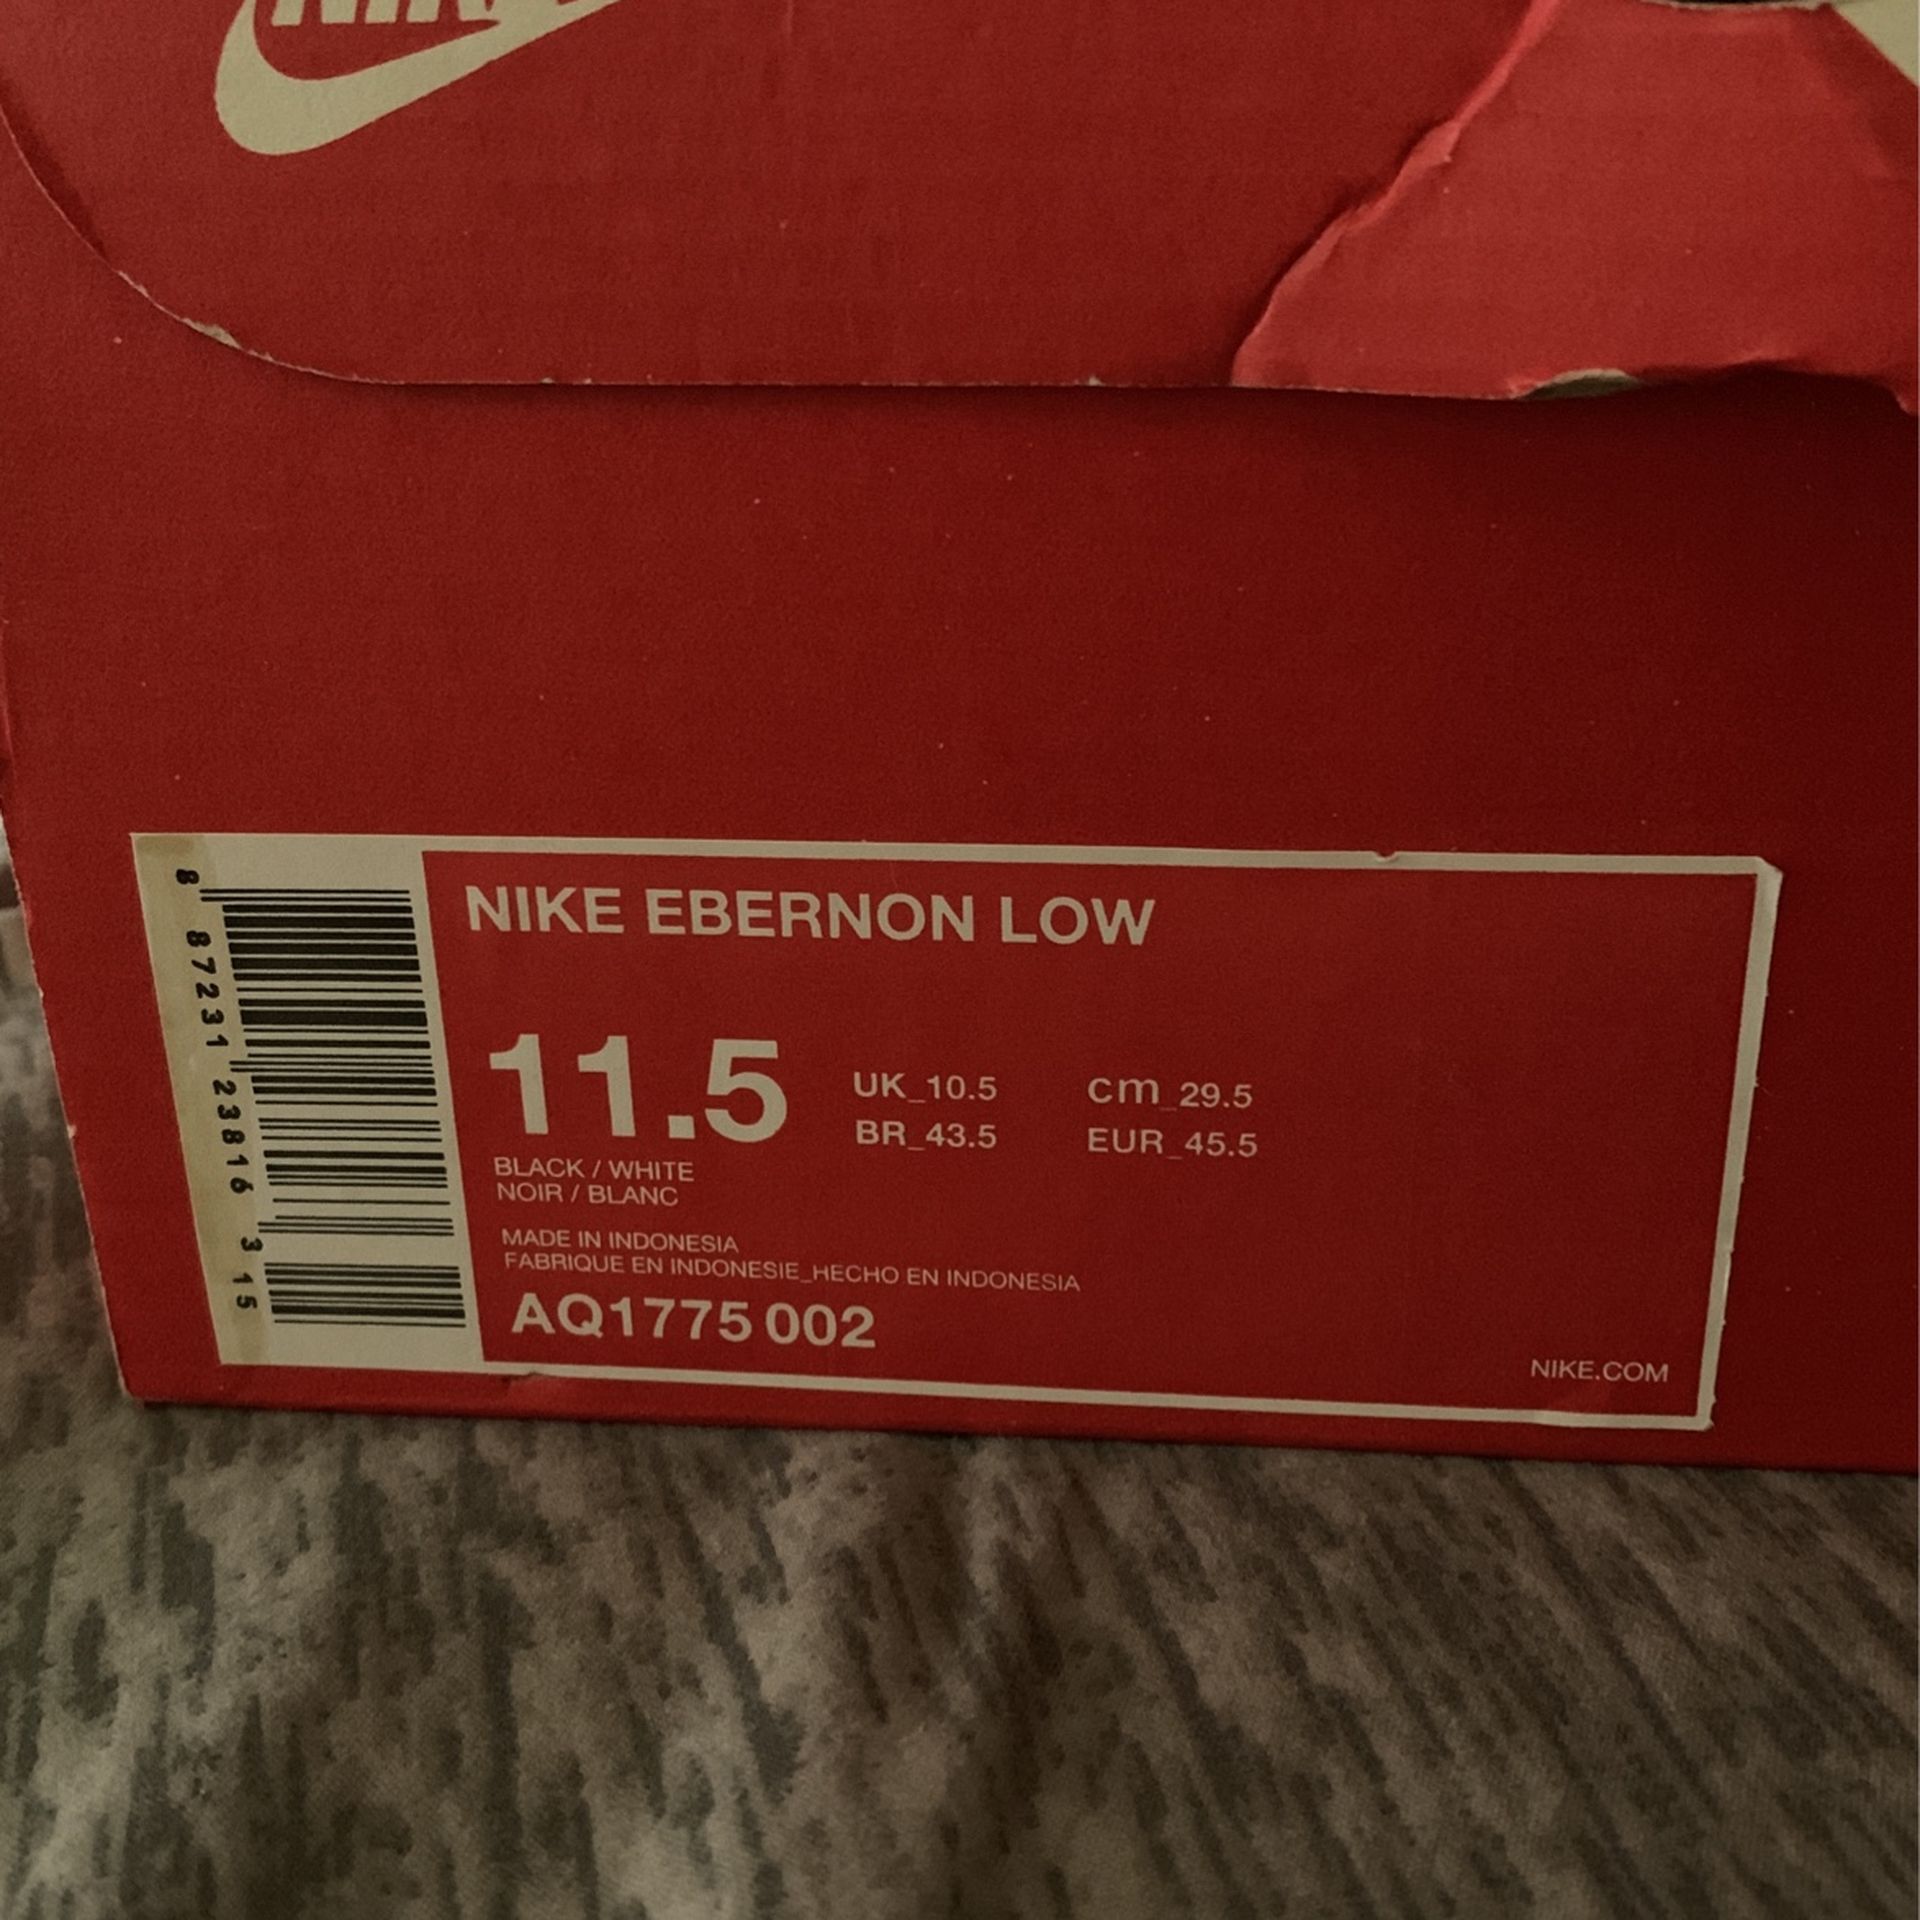 NIKE
8 87231 23816 3 15
NIKE EBERNON LOW
11.5
UK_10.5 cm_29.5
BR_43.5 EUR_45.5
BLACK / WHITE
NOIR / BLANC
MADE IN INDONESIA
FABRIQUE EN INDONESIE_HECHO EN INDONESIA
AQ1775 002
NIKE.COM